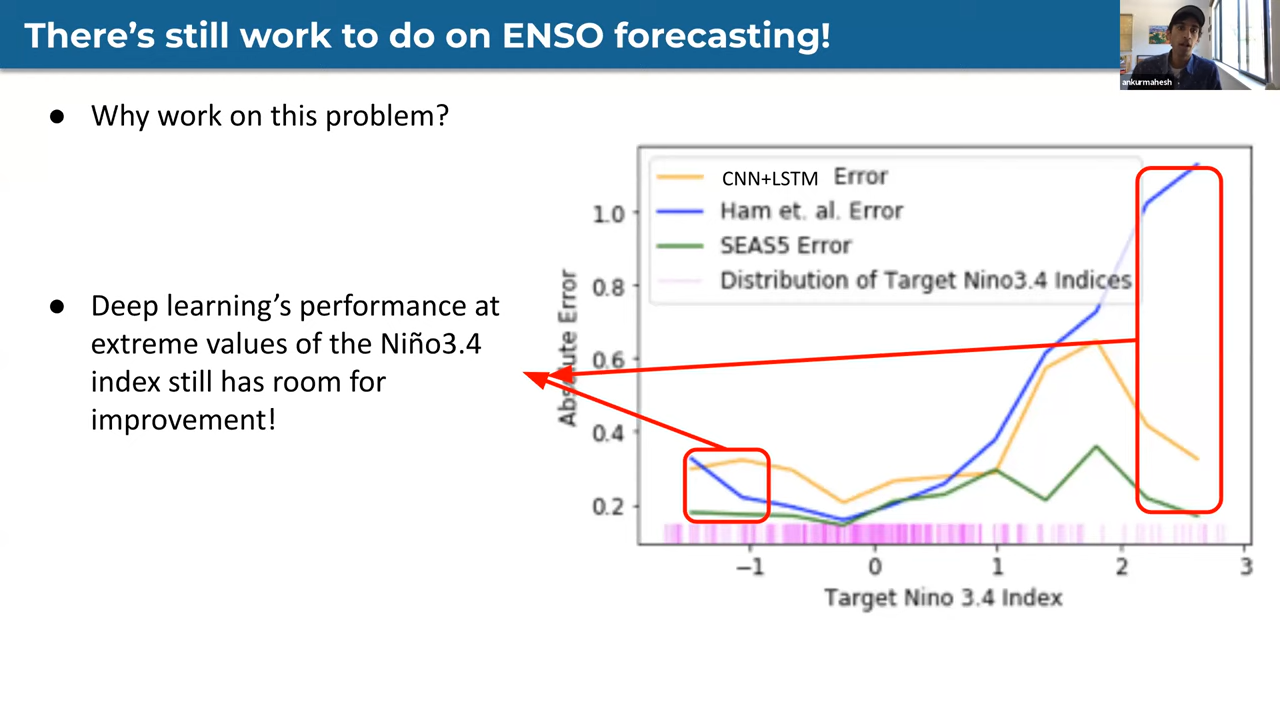 There's still work to do on ENSO forecasting!
ankurmahesh
● Why work on this problem?
● Deep learning's performance at
extreme values of the Niño3.4
index still has room for
improvement!
CNN+LSTM Error
Ham et. al. Error
SEAS5 Error
Distribution of Target Nino3.4 Indices
Absolute Error
1.0
0.8
0.6
0.4
0.2
−1 0 1 2 3
Target Nino 3.4 Index